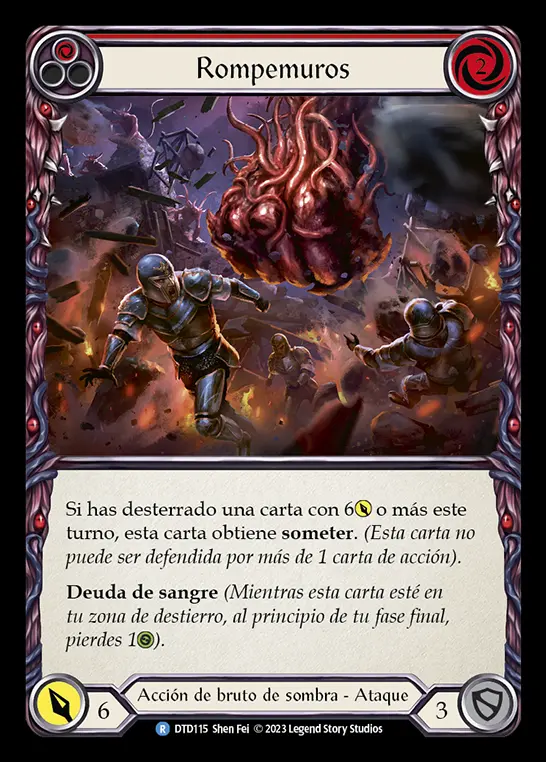 Rompemuros
2
Si has desterrado una carta con 6 o más este
turno, esta carta obtiene someter. (Esta carta no
puede ser defendida por más de 1 carta de acción).
Deuda de sangre (Mientras esta carta esté en
tu zona de destierro, al principio de tu fase final,
pierdes 1).
6
Acción de bruto de sombra - Ataque
3
R DTD115 Shen Fei © 2023 Legend Story Studios